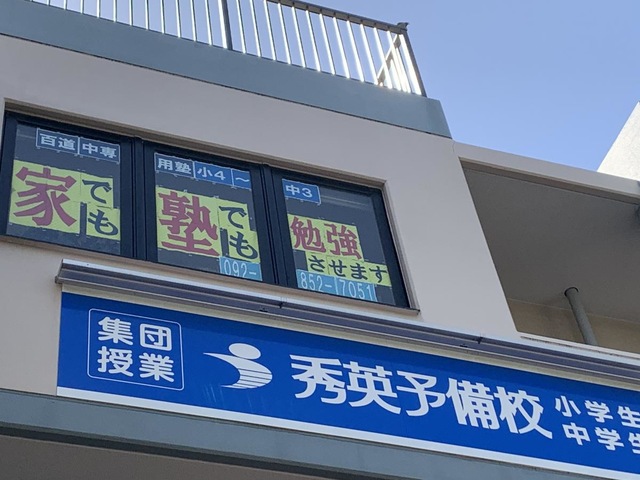 百道中専用塾小4～中3
家でも塾でも勉強させます
092-852-7051
集団
授業
秀英予備校
小学生
中学生